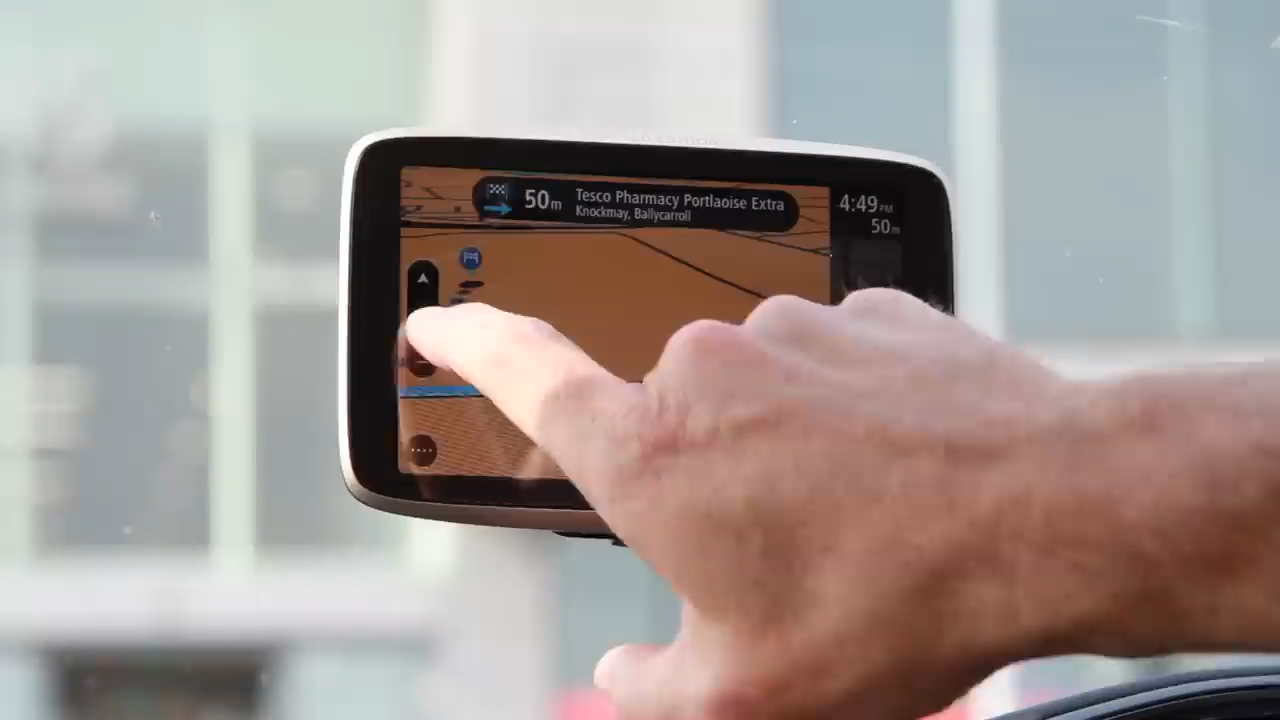 50m
Tesco Pharmacy Portlaoise Extra
Knockmay, Ballycarroll
4:49 PM
50m